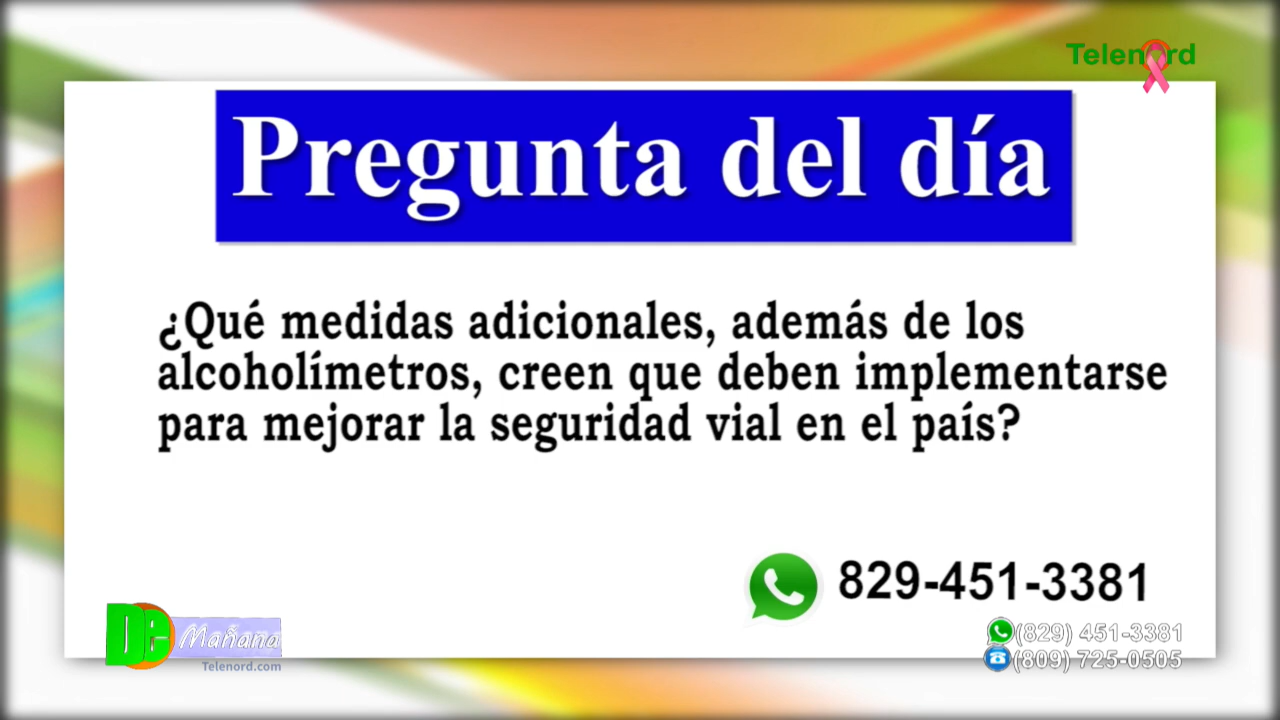 Telenord
Pregunta del día
¿Qué medidas adicionales, además de los
alcoholímetros, creen que deben implementarse
para mejorar la seguridad vial en el país?
829-451-3381
De Mañana
Telenord.com
(829) 451-3381
(809) 725-0505